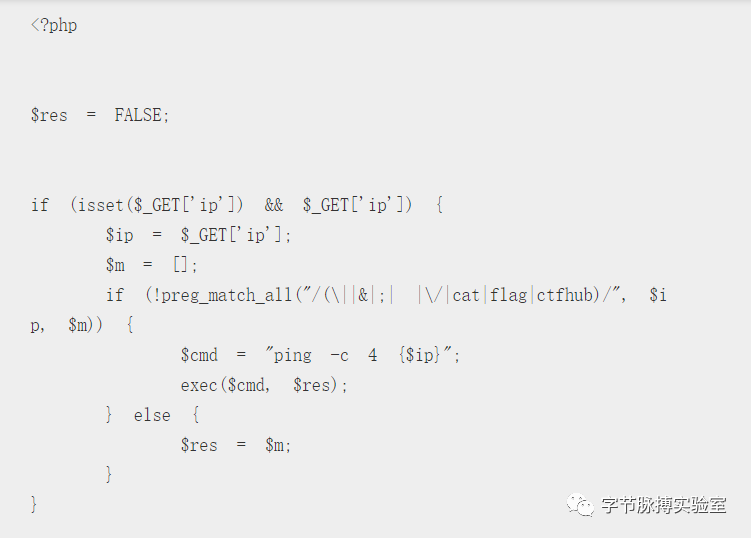 <?php
$res = FALSE;
if (isset($_GET['ip']) && $_GET['ip']) {
$ip = $_GET['ip'];
$m = [];
if (!preg_match_all("/(\||&|;| |\/|cat|flag|ctfhub)/", $i
p, $m)) {
$cmd = "ping -c 4 {$ip}";
exec($cmd, $res);
} else {
$res = $m;
}
}
字节脉搏实验室